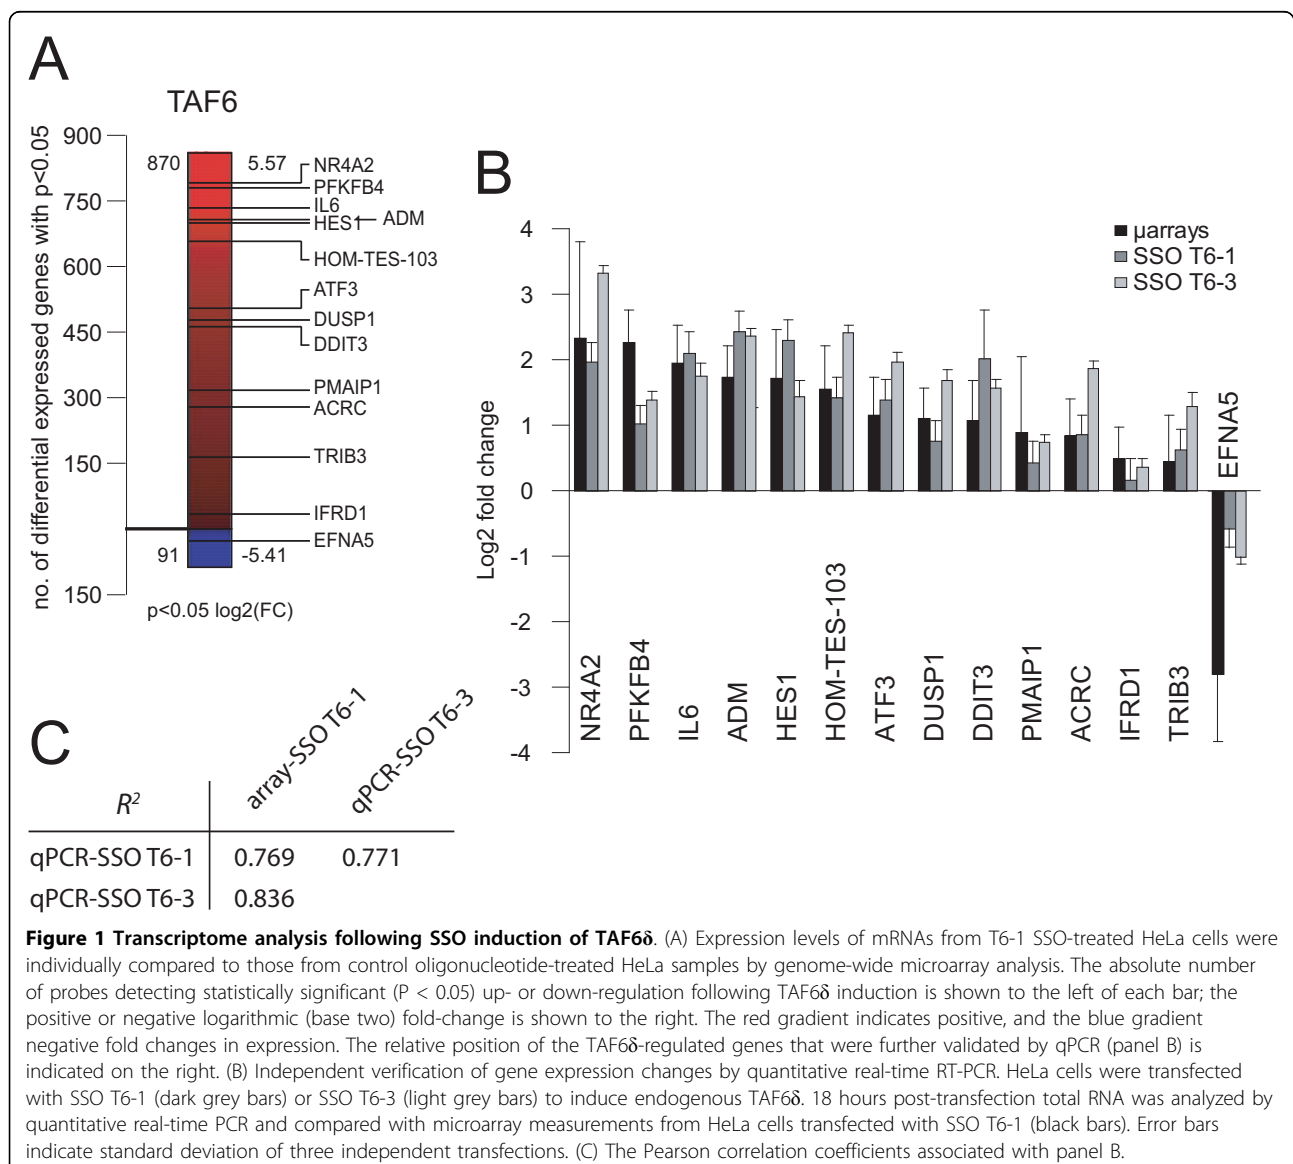 A
TAF6
no. of differential expressed genes with p<0.05
900
750
600
450
300
150
150
870
5.57
91
-5.41
NR4A2
PFKFB4
IL6
HES1
ADM
HOM-TES-103
ATF3
DUSP1
DDIT3
PMAIP1
ACRC
TRIB3
IFRD1
EFNA5
p<0.05 log2(FC)
B
Log2 fold change
4
3
2
1
0
-1
-2
-3
-4
µarrays
SSO T6-1
SSO T6-3
NR4A2
PFKFB4
IL6
ADM
HES1
HOM-TES-103
ATF3
DUSP1
DDIT3
PMAIP1
ACRC
IFRD1
TRIB3
EFNA5
C
R²
array-SSO T6-1
qPCR-SSO T6-3
qPCR-SSO T6-1 0.769 0.771
qPCR-SSO T6-3 0.836
Figure 1 Transcriptome analysis following SSO induction of TAF6δ. (A) Expression levels of mRNAs from T6-1 SSO-treated HeLa cells were
individually compared to those from control oligonucleotide-treated HeLa samples by genome-wide microarray analysis. The absolute number
of probes detecting statistically significant (P < 0.05) up- or down-regulation following TAF6δ induction is shown to the left of each bar; the
positive or negative logarithmic (base two) fold-change is shown to the right. The red gradient indicates positive, and the blue gradient
negative fold changes in expression. The relative position of the TAF6δ-regulated genes that were further validated by qPCR (panel B) is
indicated on the right. (B) Independent verification of gene expression changes by quantitative real-time RT-PCR. HeLa cells were transfected
with SSO T6-1 (dark grey bars) or SSO T6-3 (light grey bars) to induce endogenous TAF6δ. 18 hours post-transfection total RNA was analyzed by
quantitative real-time PCR and compared with microarray measurements from HeLa cells transfected with SSO T6-1 (black bars). Error bars
indicate standard deviation of three independent transfections. (C) The Pearson correlation coefficients associated with panel B.